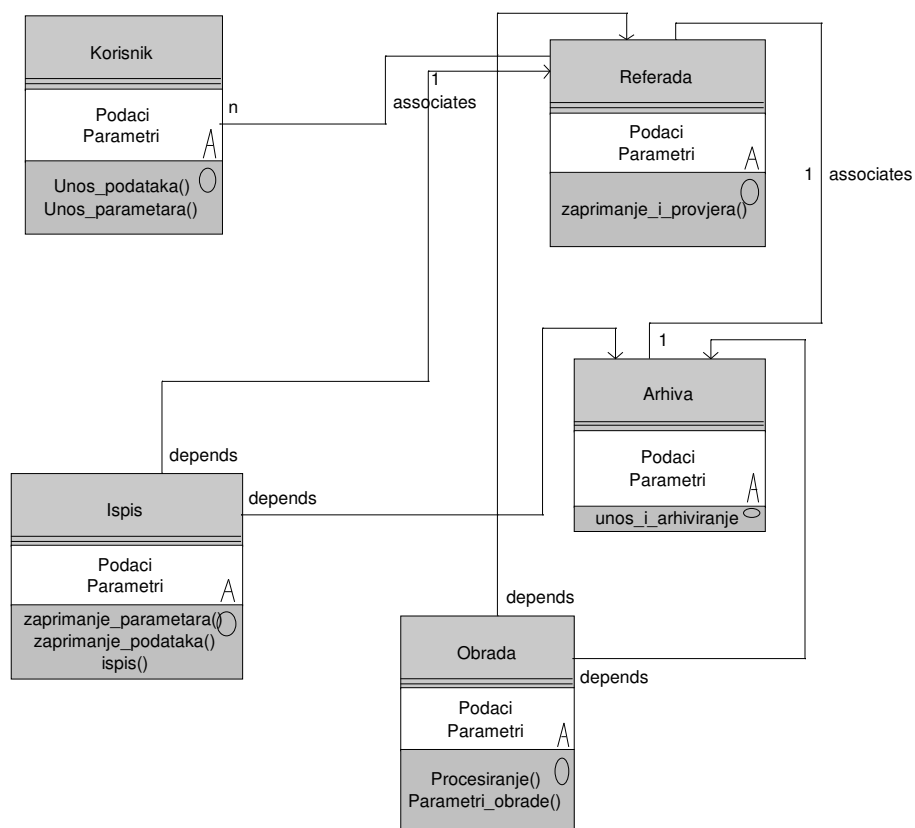 Korisnik
Podaci
Parametri
A
Unos_podataka()
Unos_parametara()
n
1
associates
Referada
Podaci
Parametri
A
zaprimanje_i_provjera()
1
associates
1
Arhiva
Podaci
Parametri
A
unos_i_arhiviranje
depends
depends
Ispis
Podaci
Parametri
A
zaprimanje_parametara()
zaprimanje_podataka()
ispis()
depends
depends
Obrada
Podaci
Parametri
A
Procesiranje()
Parametri_obrade()